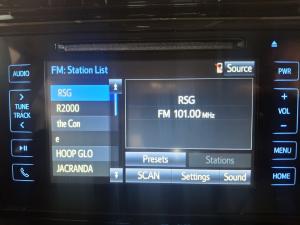 FM: Station List
Source
AUDIO
PWR
RSG
R2000
the Con
e
HOOP GLO
JACRANDA
RSG
FM 101.00 MHz
TUNE
TRACK
+
VOL
-
Presets
Stations
MENU
SCAN
Settings
Sound
HOME